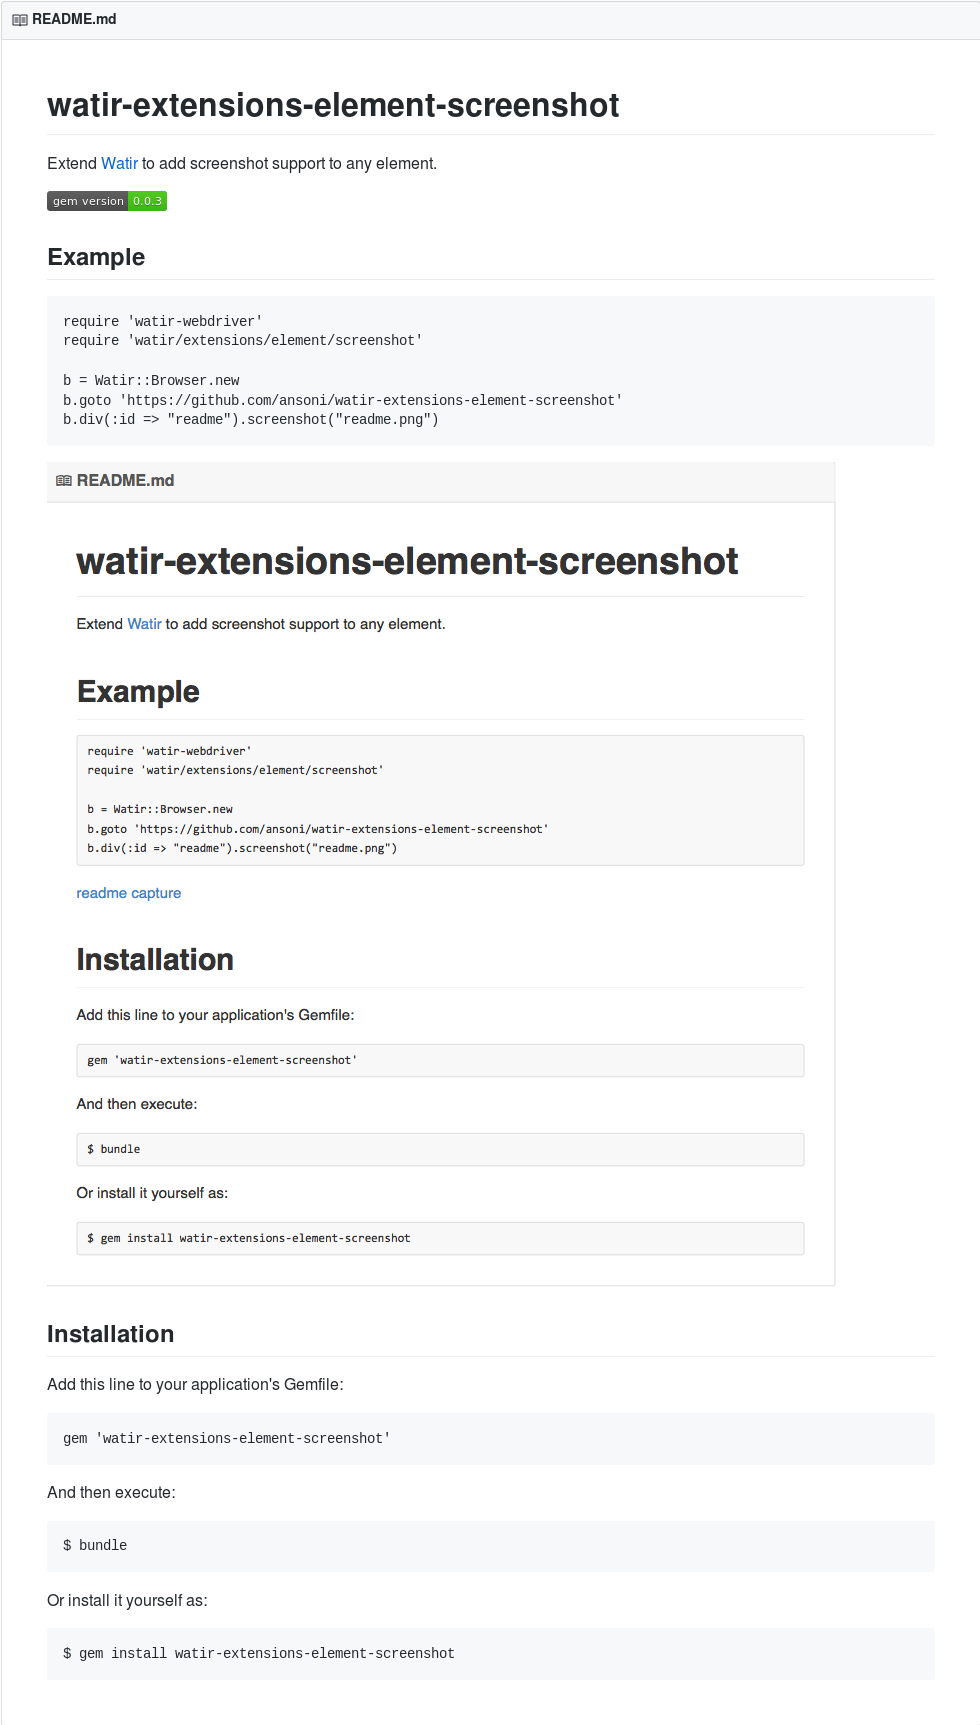 README.md
watir-extensions-element-screenshot
Extend Watir to add screenshot support to any element.
gem version 0.0.3
Example
require 'watir-webdriver'
require 'watir/extensions/element/screenshot'
b = Watir::Browser.new
b.goto 'https://github.com/ansoni/watir-extensions-element-screenshot'
b.div(:id => "readme").screenshot("readme.png")
README.md
watir-extensions-element-screenshot
Extend Watir to add screenshot support to any element.
Example
require 'watir-webdriver'
require 'watir/extensions/element/screenshot'
b = Watir::Browser.new
b.goto 'https://github.com/ansoni/watir-extensions-element-screenshot'
b.div(:id => "readme").screenshot("readme.png")
readme capture
Installation
Add this line to your application's Gemfile:
gem 'watir-extensions-element-screenshot'
And then execute:
$ bundle
Or install it yourself as:
$ gem install watir-extensions-element-screenshot
Installation
Add this line to your application's Gemfile:
gem 'watir-extensions-element-screenshot'
And then execute:
$ bundle
Or install it yourself as:
$ gem install watir-extensions-element-screenshot